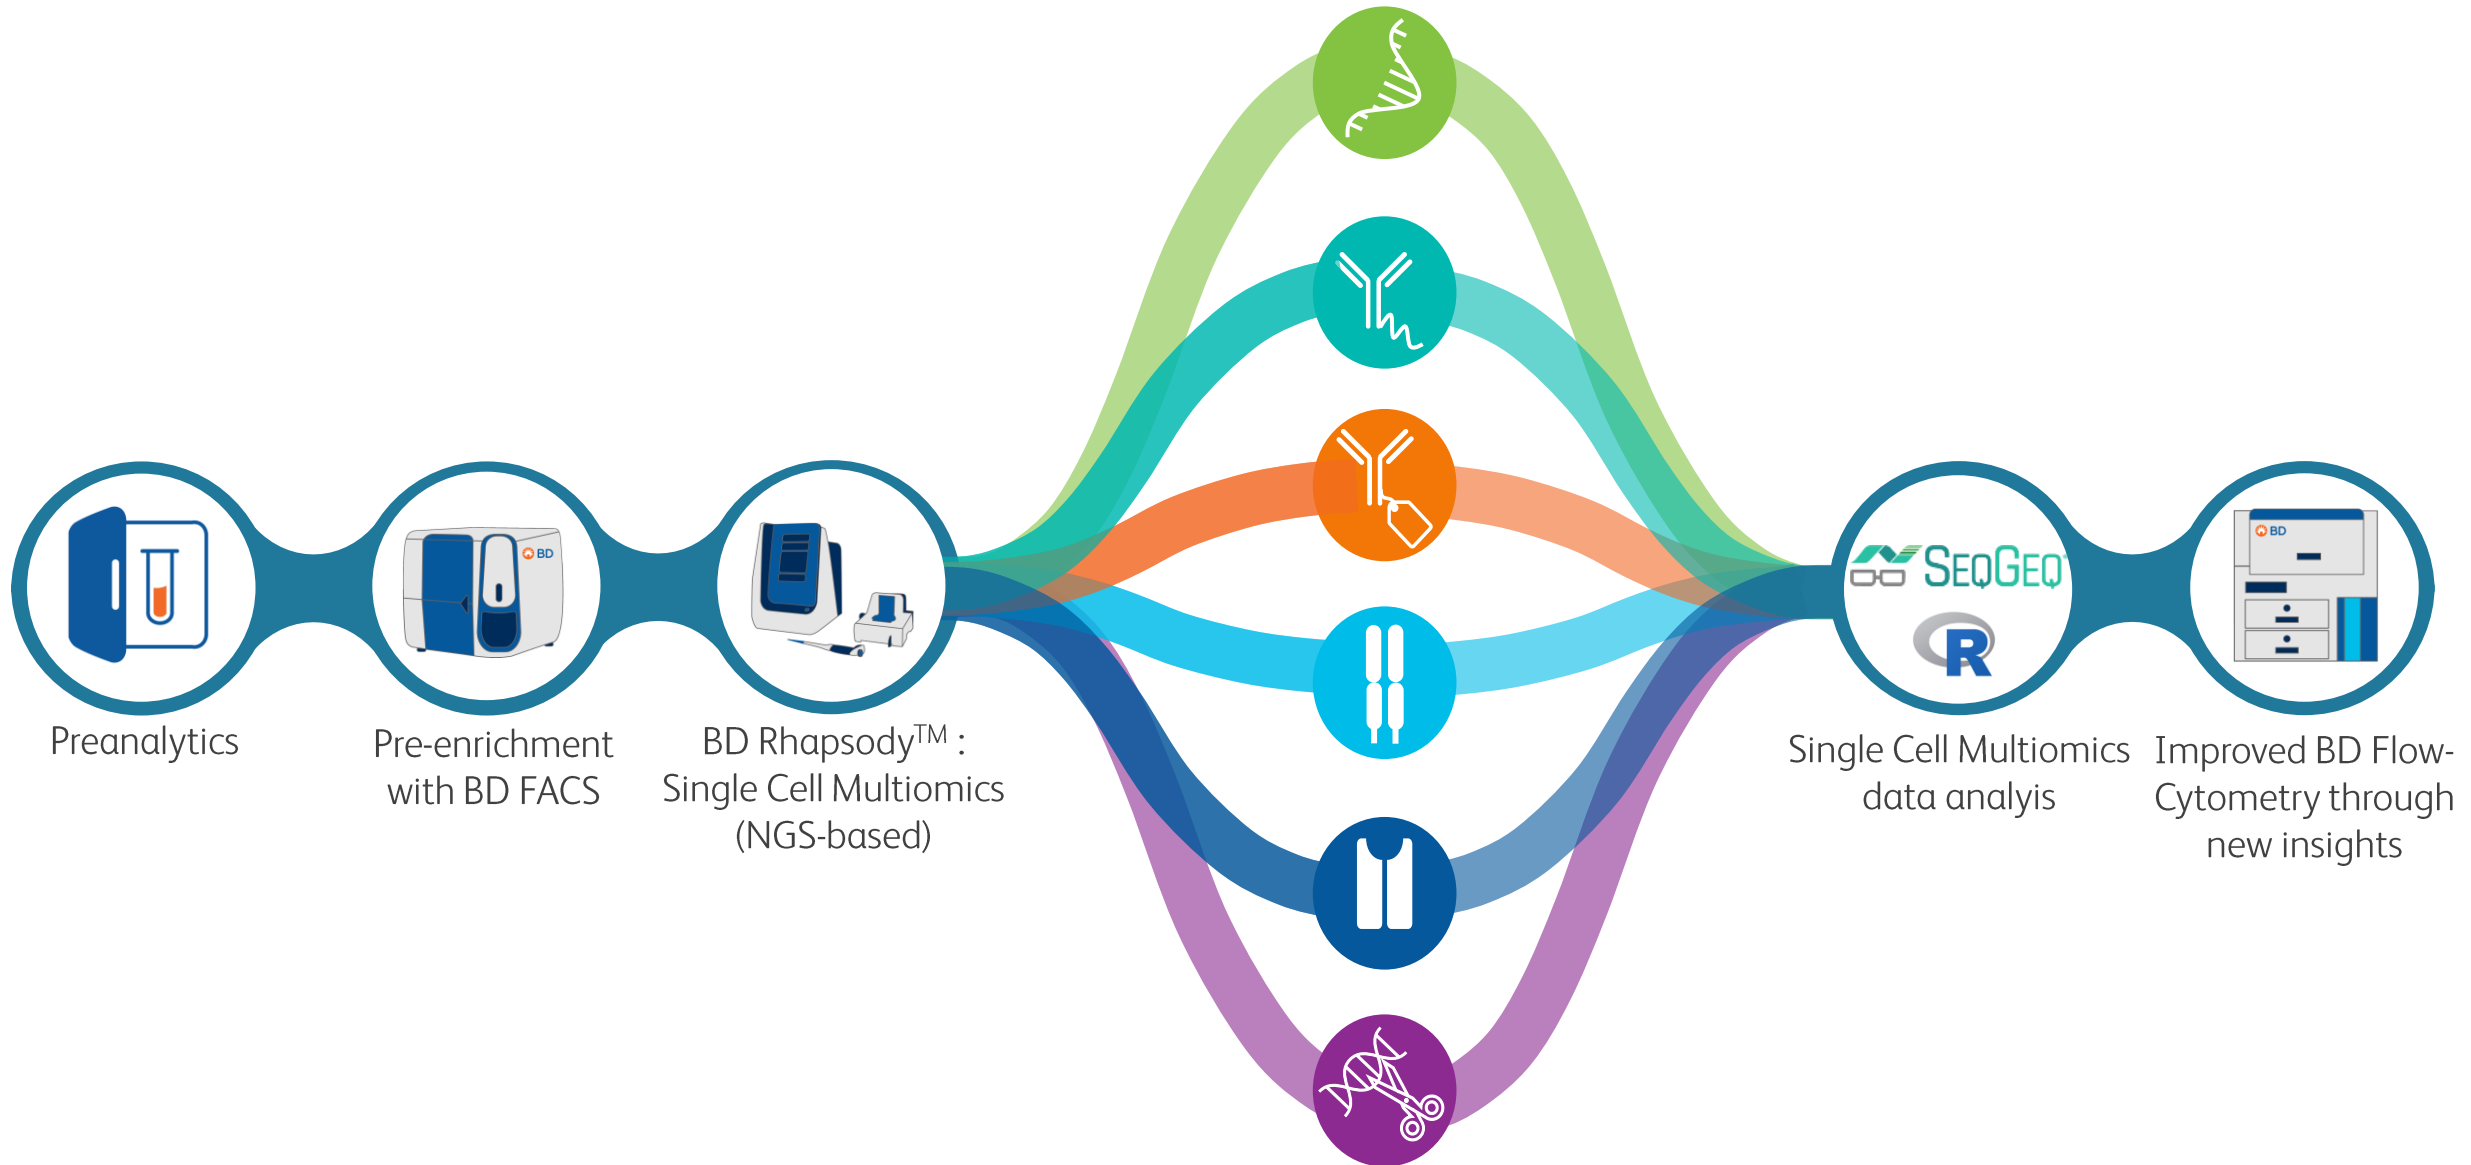 BD
Preanalytics
Pre-enrichment
with BD FACS
BD Rhapsody™ :
Single Cell Multiomics
(NGS-based)
SEQGEQ
R
Single Cell Multiomics
data analyis
BD
Improved BD Flow-
Cytometry through
new insights